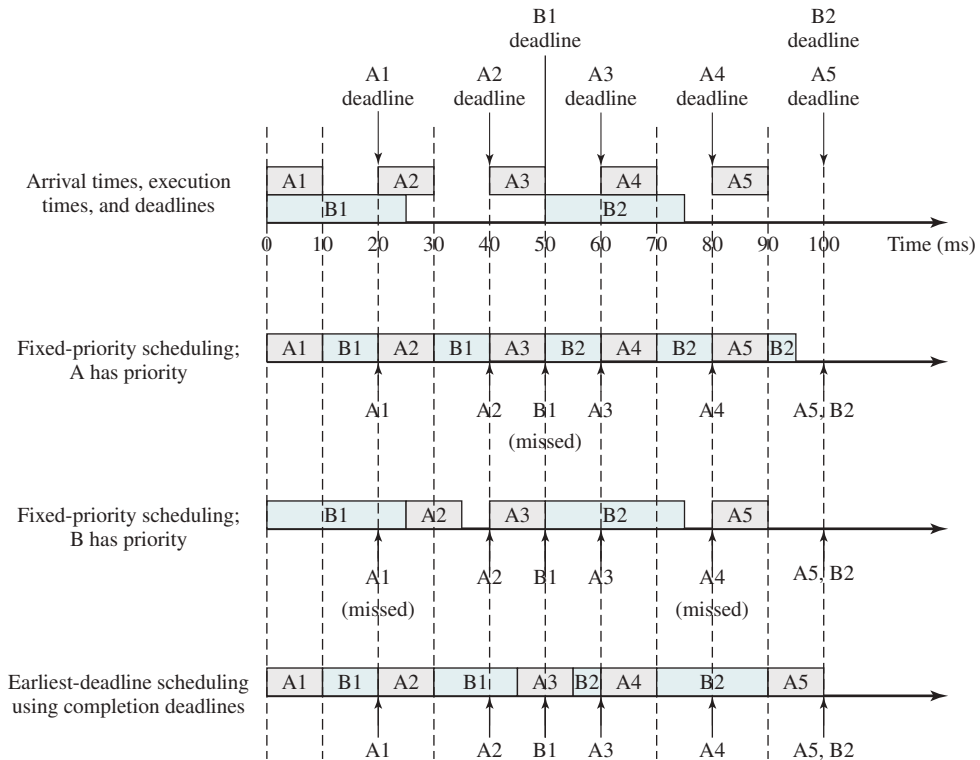 B1
deadline
B2
deadline
A1
deadline
A2
deadline
A3
deadline
A4
deadline
A5
deadline
Arrival times, execution
times, and deadlines
A1 A2 A3 A4 A5
B1 B2
0 10 20 30 40 50 60 70 80 90 100 Time (ms)
Fixed-priority scheduling;
A has priority
A1 B1 A2 B1 A3 B2 A4 B2 A5 B2
A1 A2 B1 A3 A4 A5, B2
(missed)
Fixed-priority scheduling;
B has priority
B1 A2 A3 B2 A5
A1 A2 B1 A3 A4 A5, B2
(missed) (missed)
Earliest-deadline scheduling
using completion deadlines
A1 B1 A2 B1 A3 B2 A4 B2 A5
A1 A2 B1 A3 A4 A5, B2